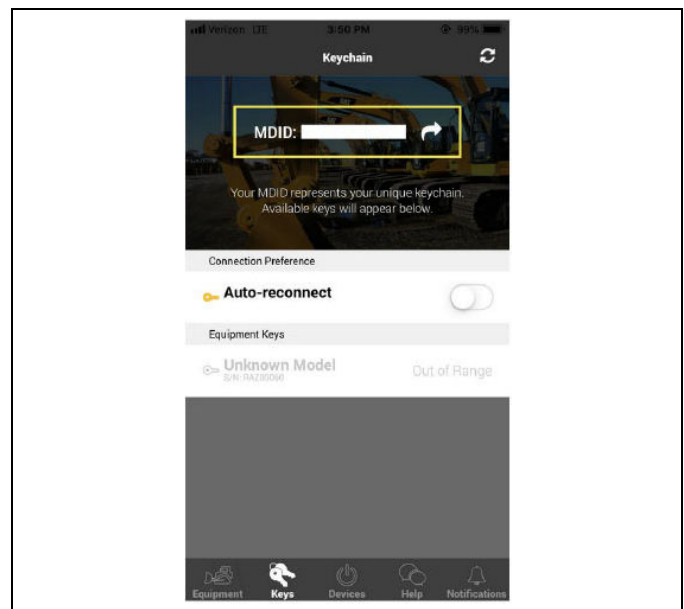 Verizon LTE 3:50 PM 99%
Keychain
MDID:
Your MDID represents your unique keychain.
Available keys will appear below.
Connection Preference
Auto-reconnect
Equipment Keys
Unknown Model Out of Range
S/N: RAZ00060
Equipment Keys Devices Help Notifications